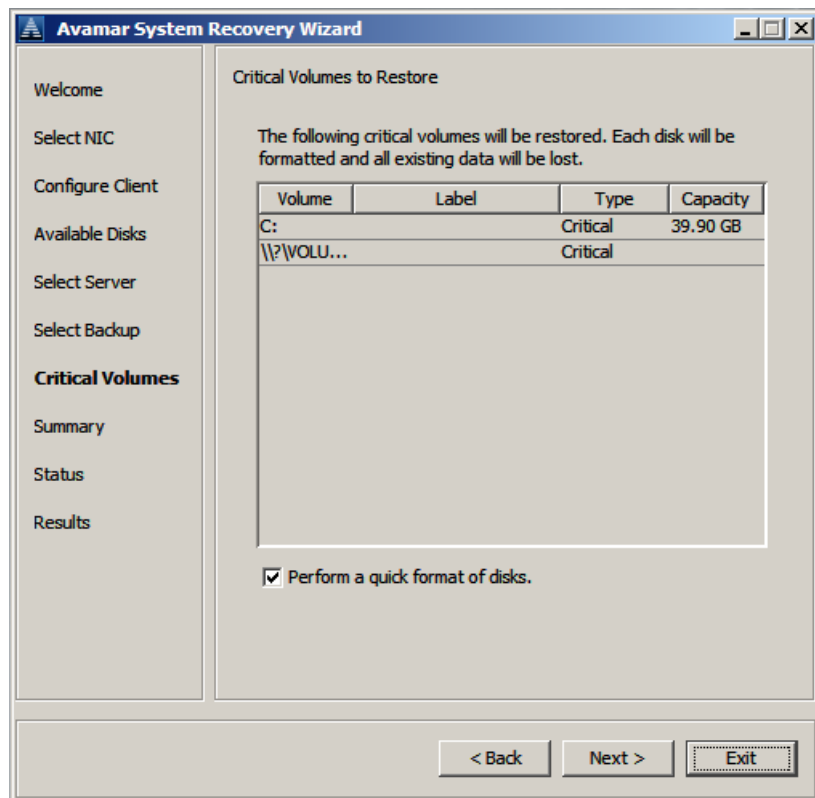 Avamar System Recovery Wizard
Welcome
Select NIC
Configure Client
Available Disks
Select Server
Select Backup
Critical Volumes
Summary
Status
Results
Critical Volumes to Restore
The following critical volumes will be restored. Each disk will be
formatted and all existing data will be lost.
Volume Label Type Capacity
C: Critical 39.90 GB
\\?\VOLU... Critical
Perform a quick format of disks.
< Back Next > Exit